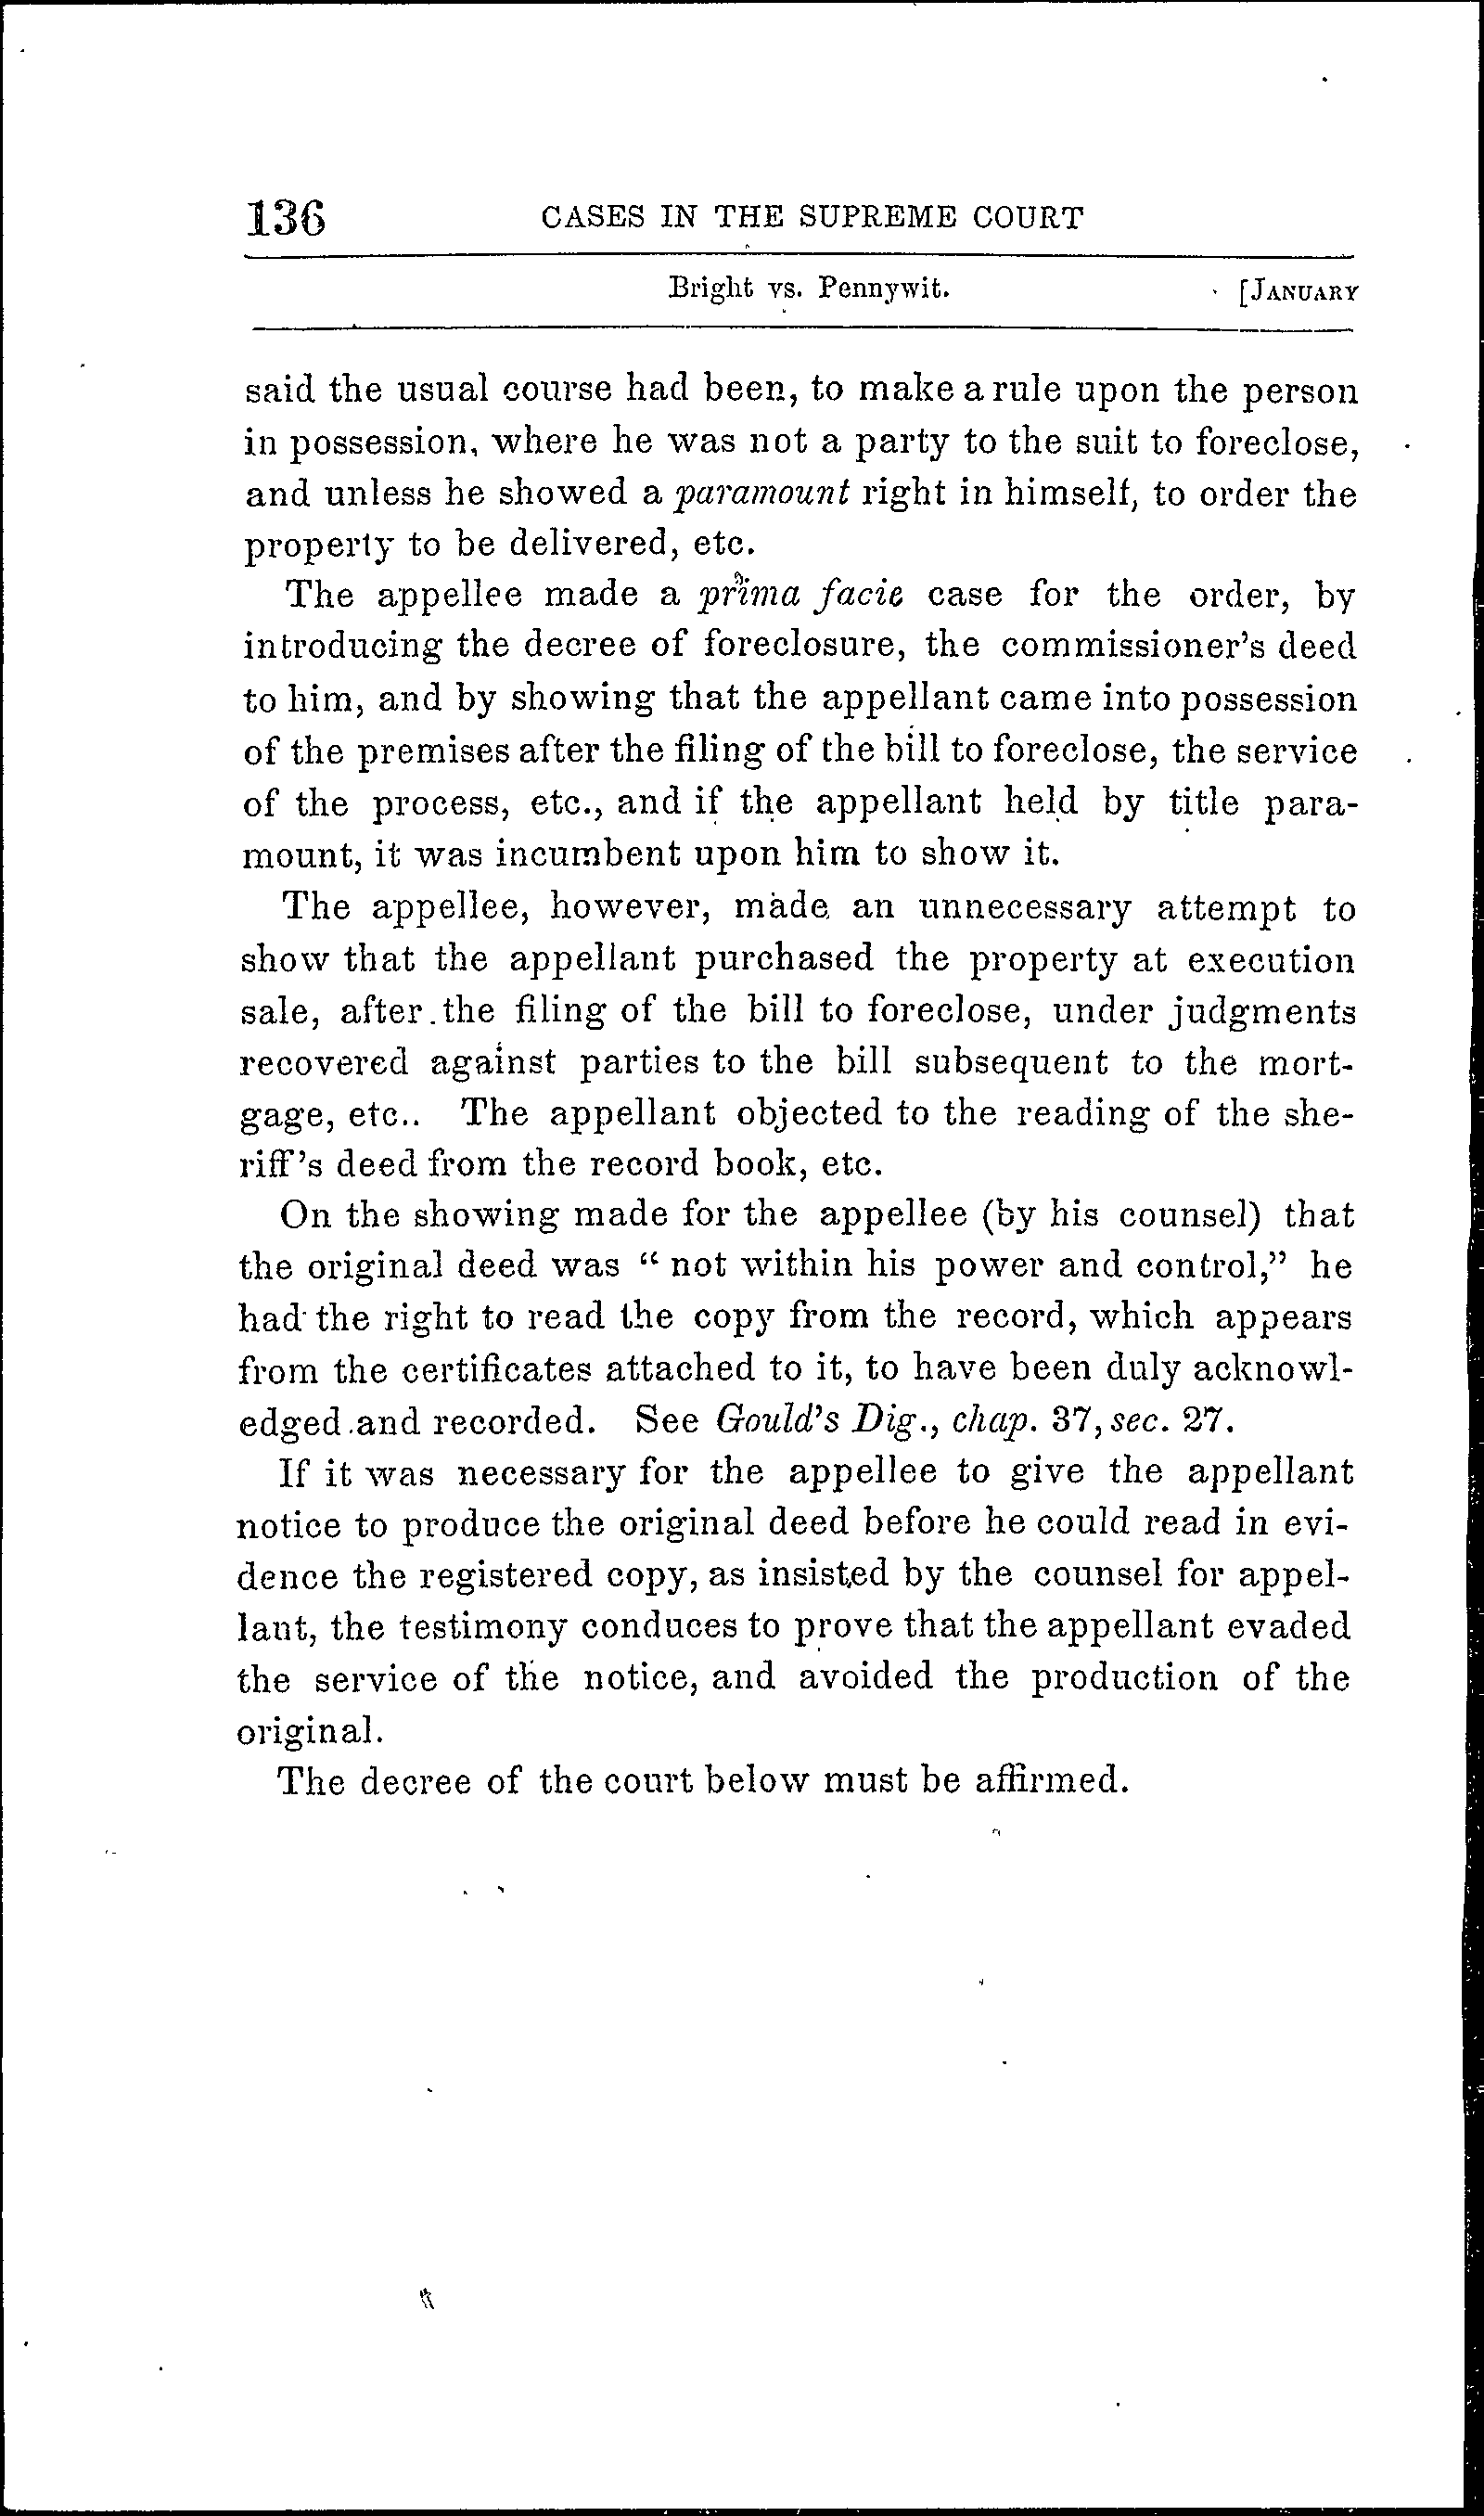 136 CASES IN THE SUPREME COURT
Bright vs. Pennywit. [JANUARY
said the usual course had been, to make a rule upon the person
in possession, where he was not a party to the suit to foreclose,
and unless he showed a paramount right in himself, to order the
property to be delivered, etc.
The appellee made a prima facie case for the order, by
introducing the decree of foreclosure, the commissioner's deed
to him, and by showing that the appellant came into possession
of the premises after the filing of the bill to foreclose, the service
of the process, etc., and if the appellant held by title para-
mount, it was incumbent upon him to show it.
The appellee, however, made an unnecessary attempt to
show that the appellant purchased the property at execution
sale, after the filing of the bill to foreclose, under judgments
recovered against parties to the bill subsequent to the mort-
gage, etc.. The appellant objected to the reading of the she-
riff's deed from the record book, etc.
On the showing made for the appellee (by his counsel) that
the original deed was " not within his power and control," he
had the right to read the copy from the record, which appears
from the certificates attached to it, to have been duly acknowl-
edged and recorded. See Gould's Dig., chap. 37, sec. 27.
If it was necessary for the appellee to give the appellant
notice to produce the original deed before he could read in evi-
dence the registered copy, as insisted by the counsel for appel-
lant, the testimony conduces to prove that the appellant evaded
the service of the notice, and avoided the production of the
original.
The decree of the court below must be affirmed.